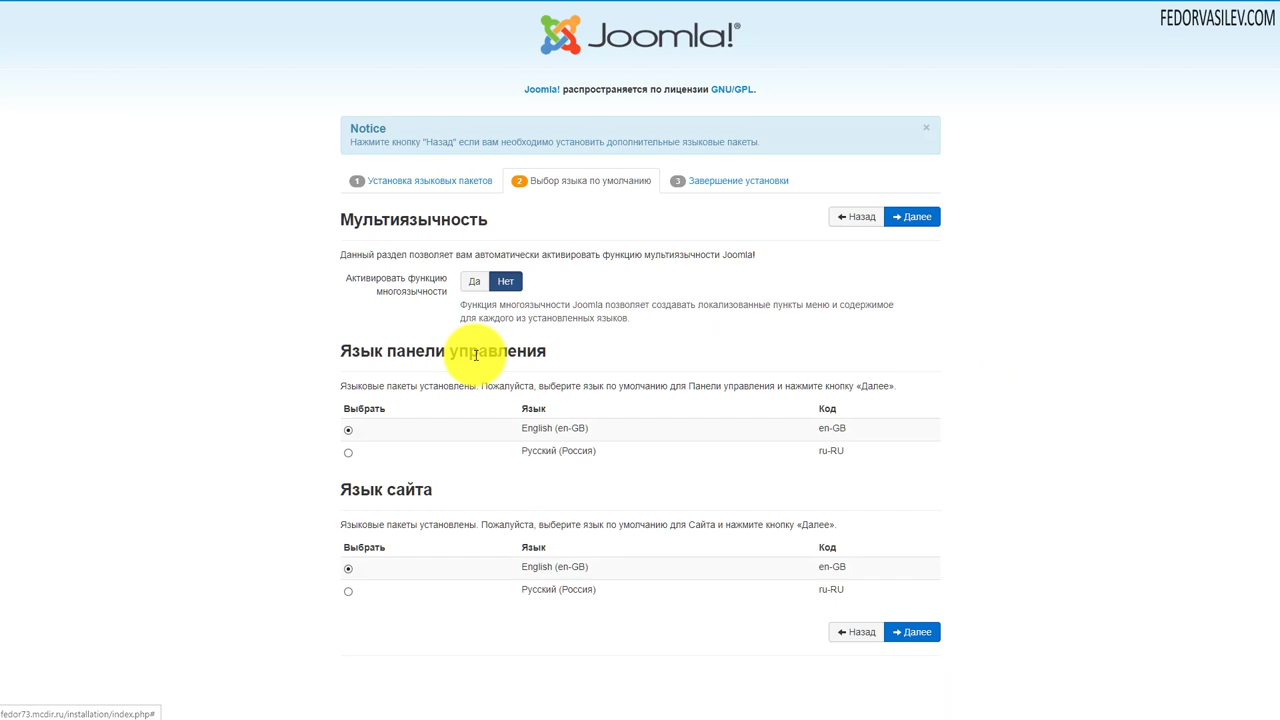 FEDORVASILEV.COM
Joomla!®
Joomla! распространяется по лицензии GNU/GPL.
Notice
×
Нажмите кнопку "Назад" если вам необходимо установить дополнительные языковые пакеты.
1 Установка языковых пакетов
2 Выбор языка по умолчанию
3 Завершение установки
Мультиязычность
Назад
Далее
Данный раздел позволяет вам автоматически активировать функцию мультиязычности Joomla!
Активировать функцию
многоязычности
Да
Нет
Функция многоязычности Joomla позволяет создавать локализованные пункты меню и содержимое
для каждого из установленных языков.
Язык панели управления
Языковые пакеты установлены. Пожалуйста, выберите язык по умолчанию для Панели управления и нажмите кнопку «Далее».
Выбрать Язык Код
English (en-GB) en-GB
Русский (Россия) ru-RU
Язык сайта
Языковые пакеты установлены. Пожалуйста, выберите язык по умолчанию для Сайта и нажмите кнопку «Далее».
Выбрать Язык Код
English (en-GB) en-GB
Русский (Россия) ru-RU
Назад
Далее
fedor73.mcdir.ru/installation/index.php#